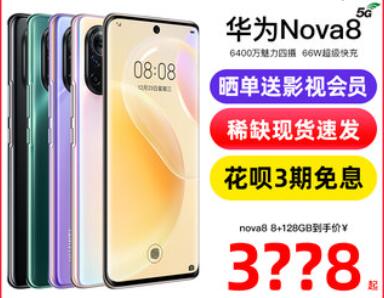 5G
华为Nova8
6400万魅力四摄 66W超级快充
晒单送影视会员
稀缺现货速发
花呗3期免息
nova8 8+128GB到手价¥
3??8起
08:08